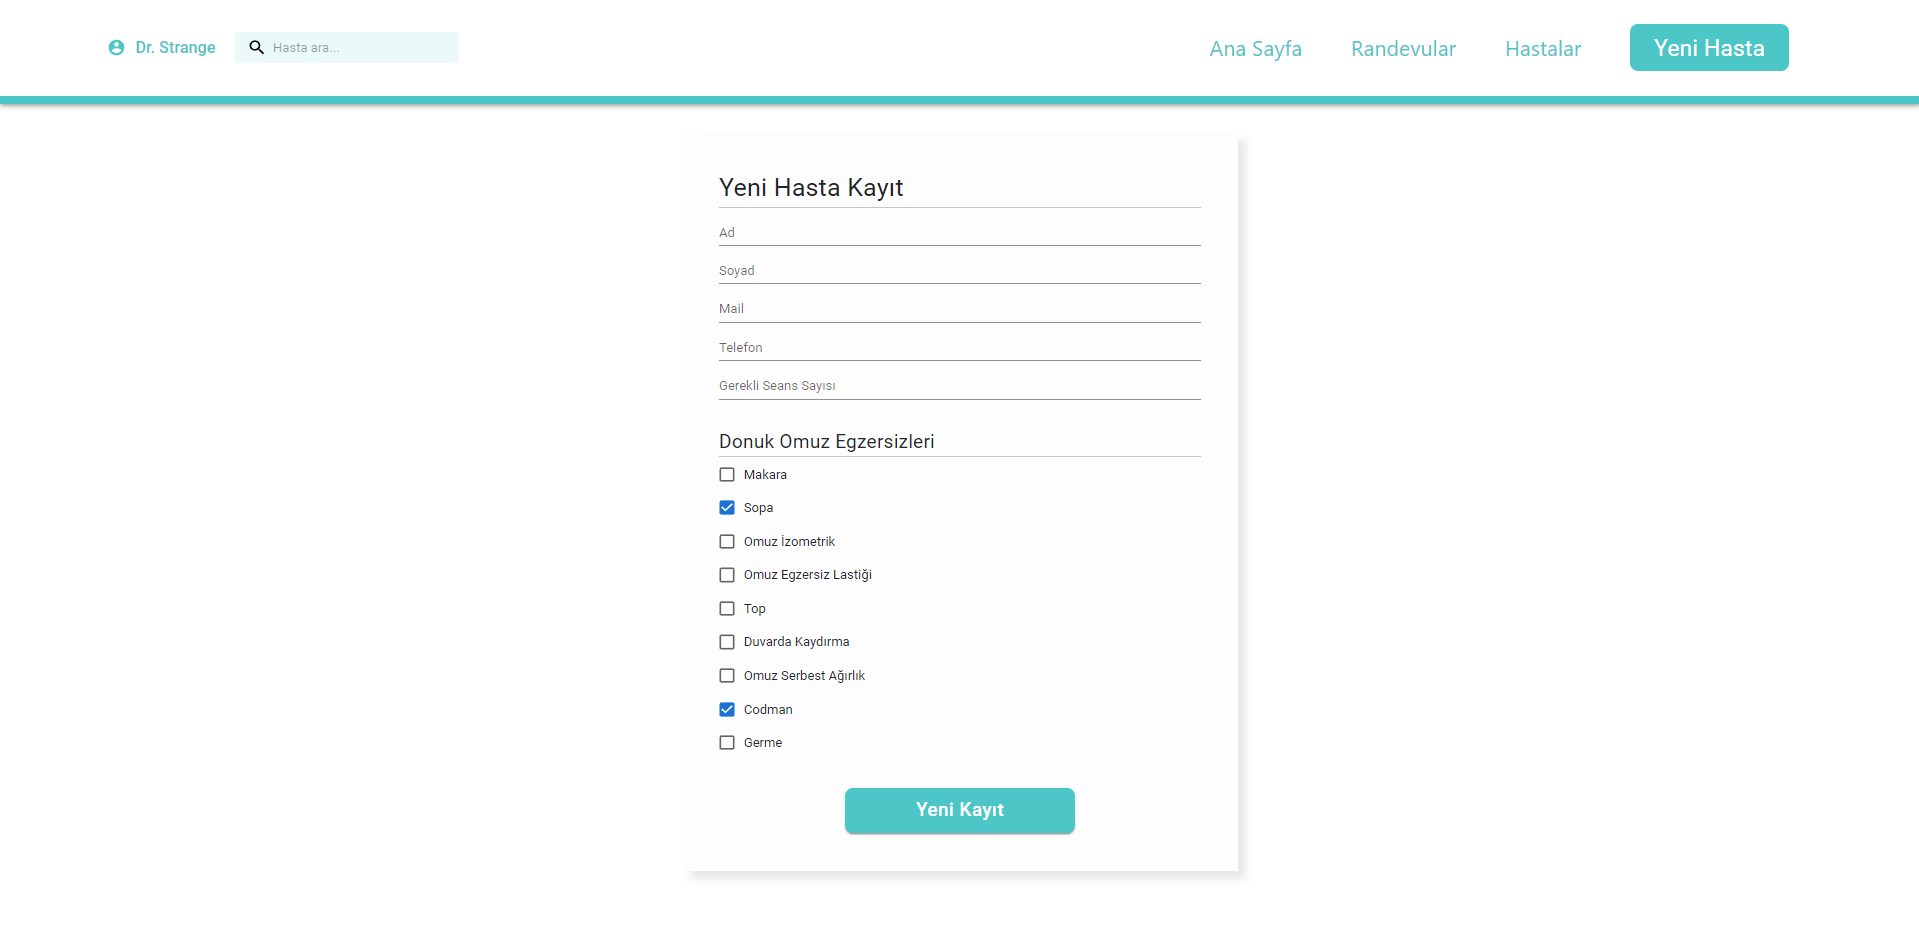 Dr. Strange
Hasta ara...
Ana Sayfa
Randevular
Hastalar
Yeni Hasta
Yeni Hasta Kayıt
Ad
Soyad
Mail
Telefon
Gerekli Seans Sayısı
Donuk Omuz Egzersizleri
Makara
Sopa
Omuz İzometrik
Omuz Egzersiz Lastiği
Top
Duvarda Kaydırma
Omuz Serbest Ağırlık
Codman
Germe
Yeni Kayıt